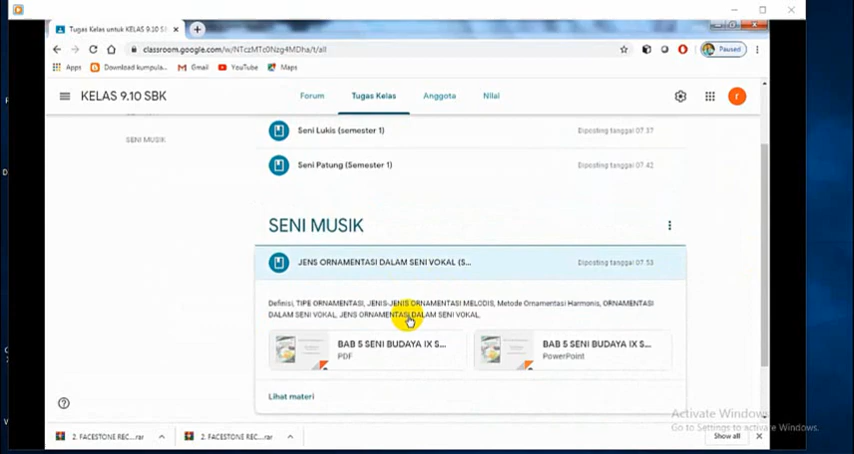 Tugas Kelas untuk KELAS 9.10 SB
classroom.google.com/w/NTczMTc0Nzg4MDha/t/all
Paused
Apps
Download kumpula...
Gmail
YouTube
Maps
KELAS 9.10 SBK
Forum
Tugas Kelas
Anggota
Nilai
r
SENI MUSIK
Seni Lukis (semester 1)
Diposting tanggal 07.37
Seni Patung (Semester 1)
Diposting tanggal 07.42
SENI MUSIK
JENS ORNAMENTASI DALAM SENI VOKAL (S...
Diposting tanggal 07.53
Definisi, TIPE ORNAMENTASI, JENIS-JENIS ORNAMENTASI MELODIS, Metode Ornamentasi Harmonis, ORNAMENTASI
DALAM SENI VOKAL, JENS ORNAMENTASI DALAM SENI VOKAL,
BAB 5 SENI BUDAYA IX S...
PDF
BAB 5 SENI BUDAYA IX S...
PowerPoint
Lihat materi
Activate Windows
Go to Settings to activate Windows.
2. FACESTONE REC....rar
2. FACESTONE REC....rar
Show all